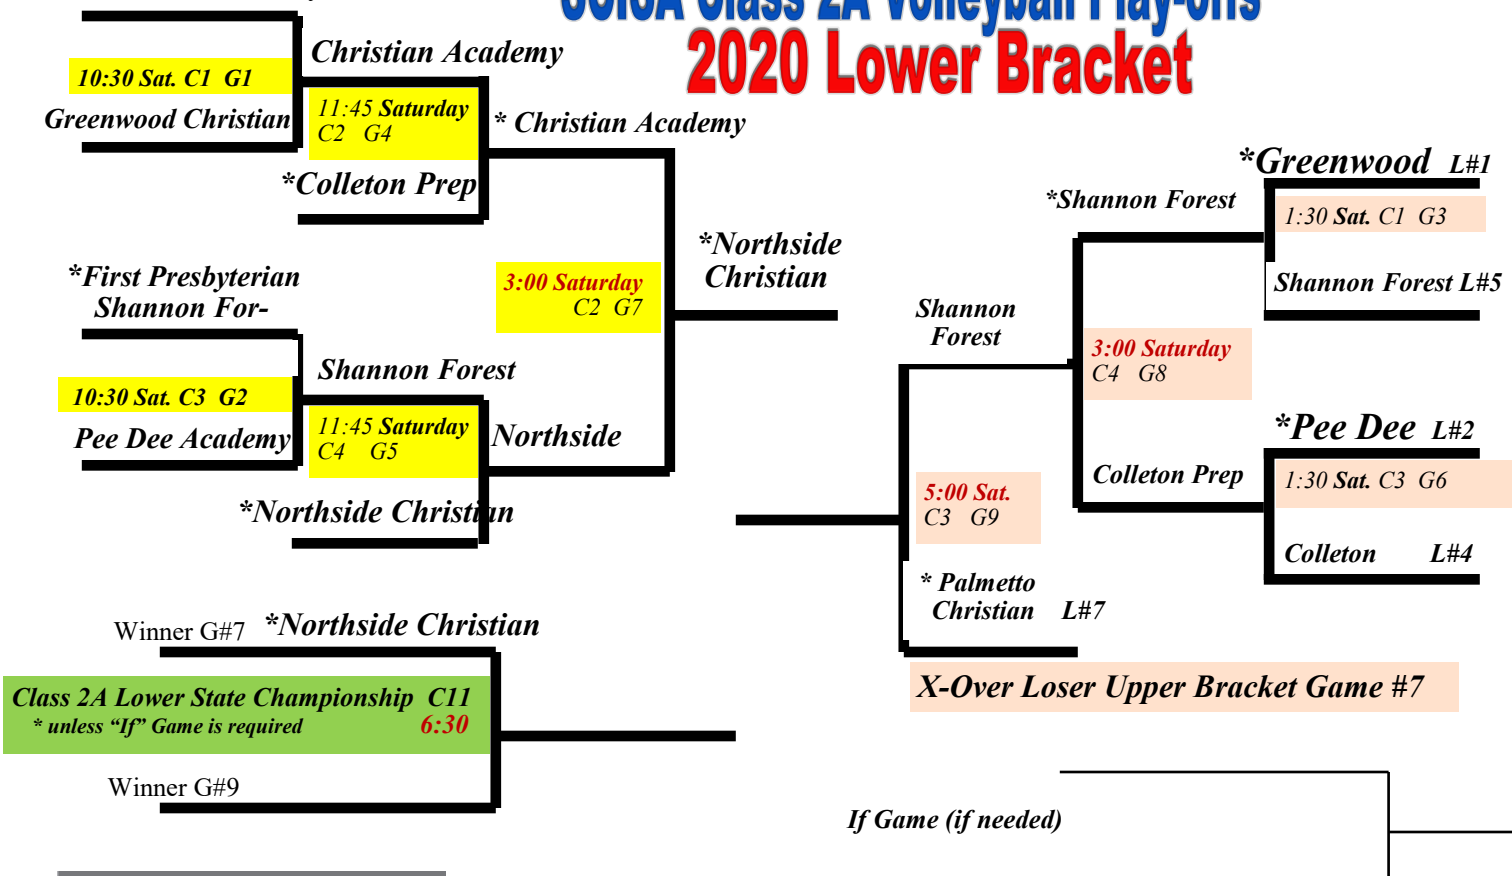 SCISA Class 2A Volleyball Play-offs
2020 Lower Bracket
Christian Academy
10:30 Sat. C1 G1
Greenwood Christian
11:45 Saturday
C2 G4
* Christian Academy
*Colleton Prep
*First Presbyterian
Shannon For-
10:30 Sat. C3 G2
Pee Dee Academy
Shannon Forest
11:45 Saturday
C4 G5
Northside
*Northside Christian
3:00 Saturday
C2 G7
*Northside
Christian
*Greenwood L#1
1:30 Sat. C1 G3
Shannon Forest L#5
*Shannon Forest
Shannon
Forest
3:00 Saturday
C4 G8
*Pee Dee L#2
1:30 Sat. C3 G6
Colleton L#4
Colleton Prep
5:00 Sat.
C3 G9
* Palmetto
Christian L#7
X-Over Loser Upper Bracket Game #7
Winner G#7 *Northside Christian
Class 2A Lower State Championship C11
* unless “If” Game is required 6:30
Winner G#9
If Game (if needed)